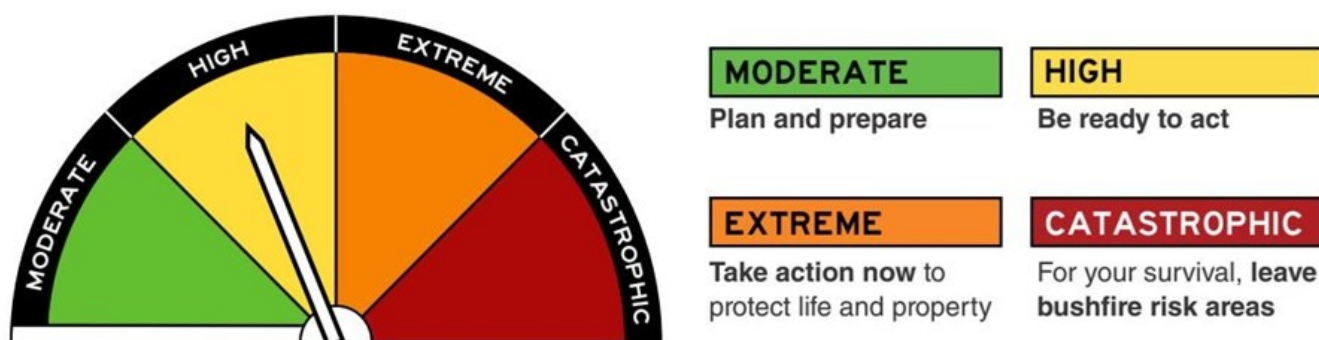 MODERATE
HIGH
EXTREME
CATASTROPHIC
MODERATE
Plan and prepare
HIGH
Be ready to act
EXTREME
Take action now to
protect life and property
CATASTROPHIC
For your survival, leave
bushfire risk areas